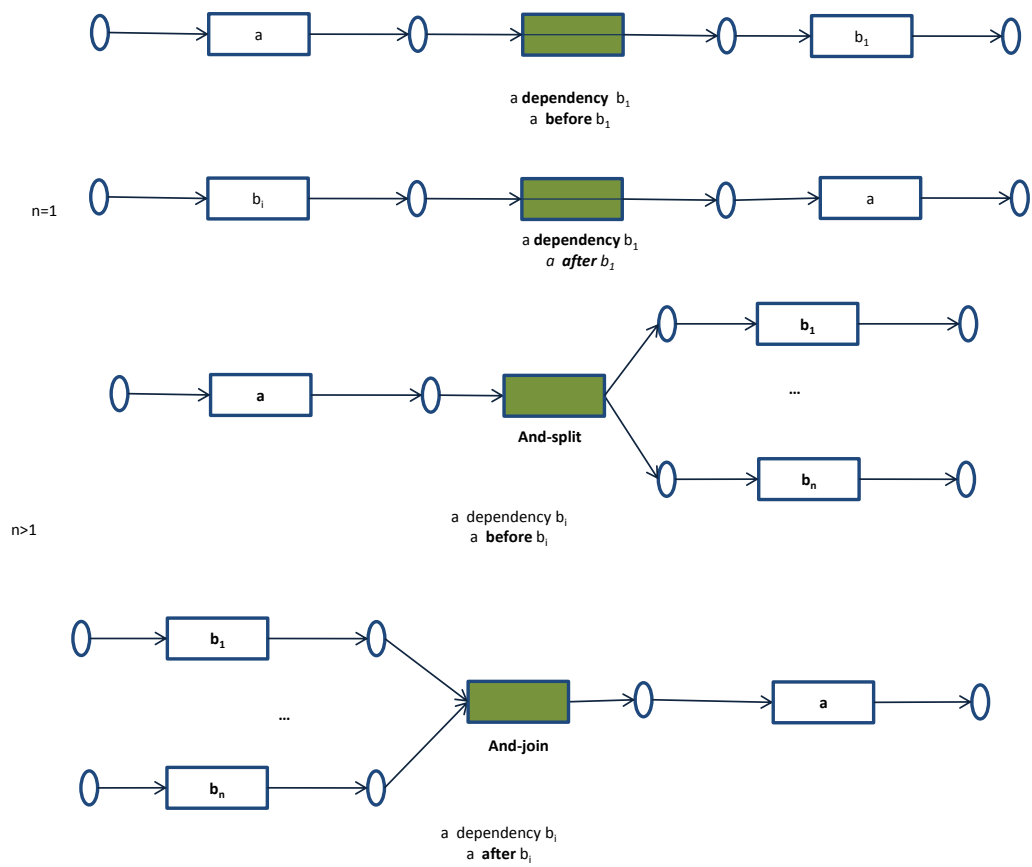 a
b₁
a dependency b₁
a before b₁
n=1
bᵢ
a
a dependency b₁
a after b₁
b₁
a
...
And-split
bₙ
a dependency bᵢ
a before bᵢ
n>1
b₁
...
a
And-join
bₙ
a dependency bᵢ
a after bᵢ